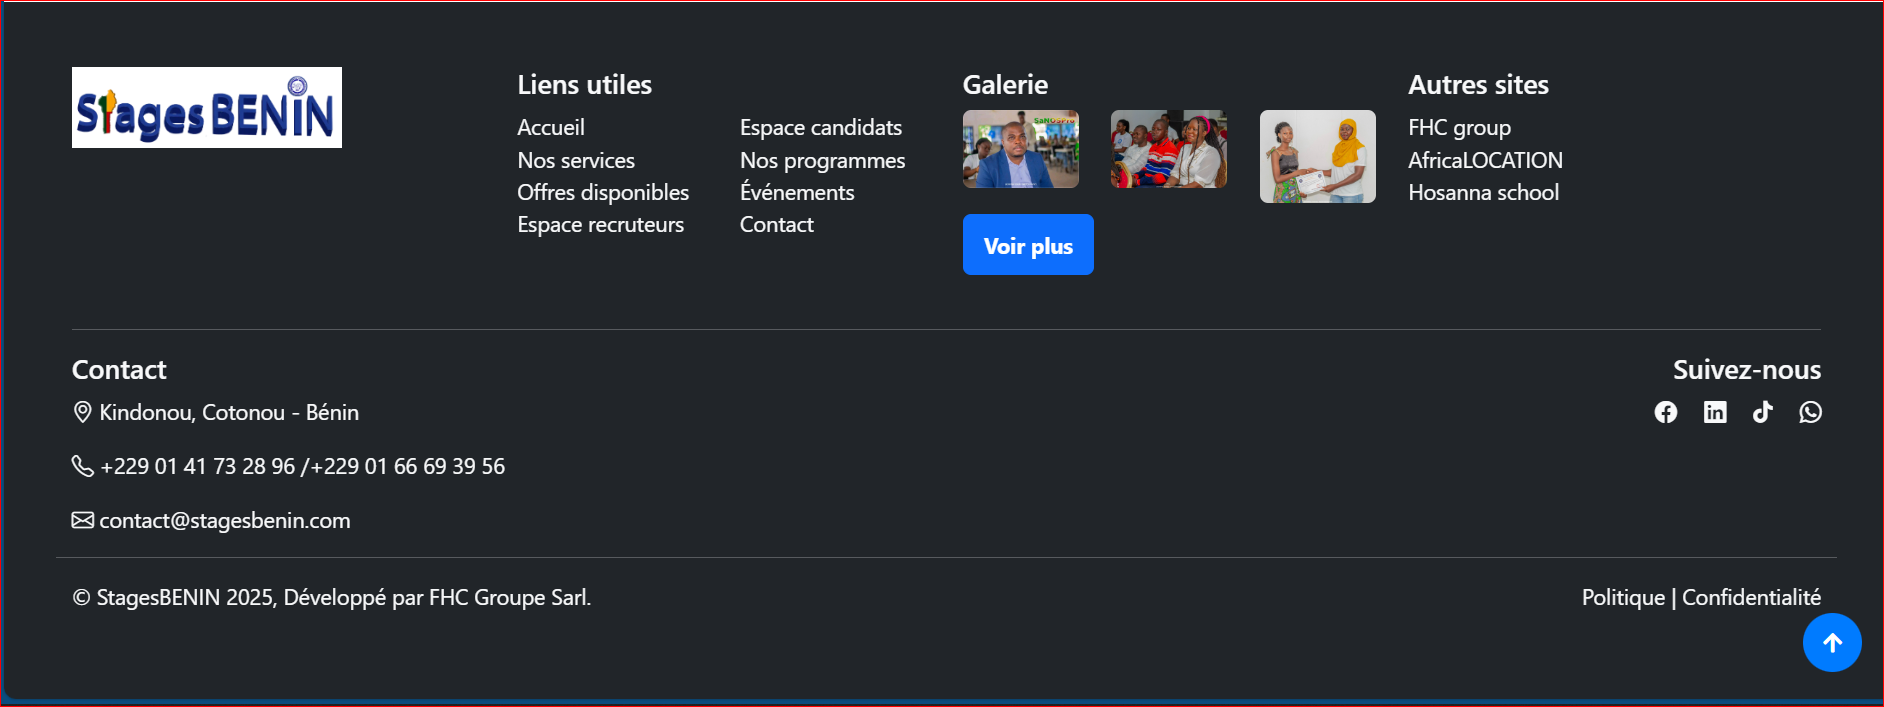 StagesBENIN
Liens utiles
Accueil
Nos services
Offres disponibles
Espace recruteurs
Espace candidats
Nos programmes
Événements
Contact
Galerie
Voir plus
Autres sites
FHC group
AfricaLOCATION
Hosanna school
Contact
Kindonou, Cotonou - Bénin
+229 01 41 73 28 96 /+229 01 66 69 39 56
contact@stagesbenin.com
Suivez-nous
© StagesBENIN 2025, Développé par FHC Groupe Sarl.
Politique | Confidentialité